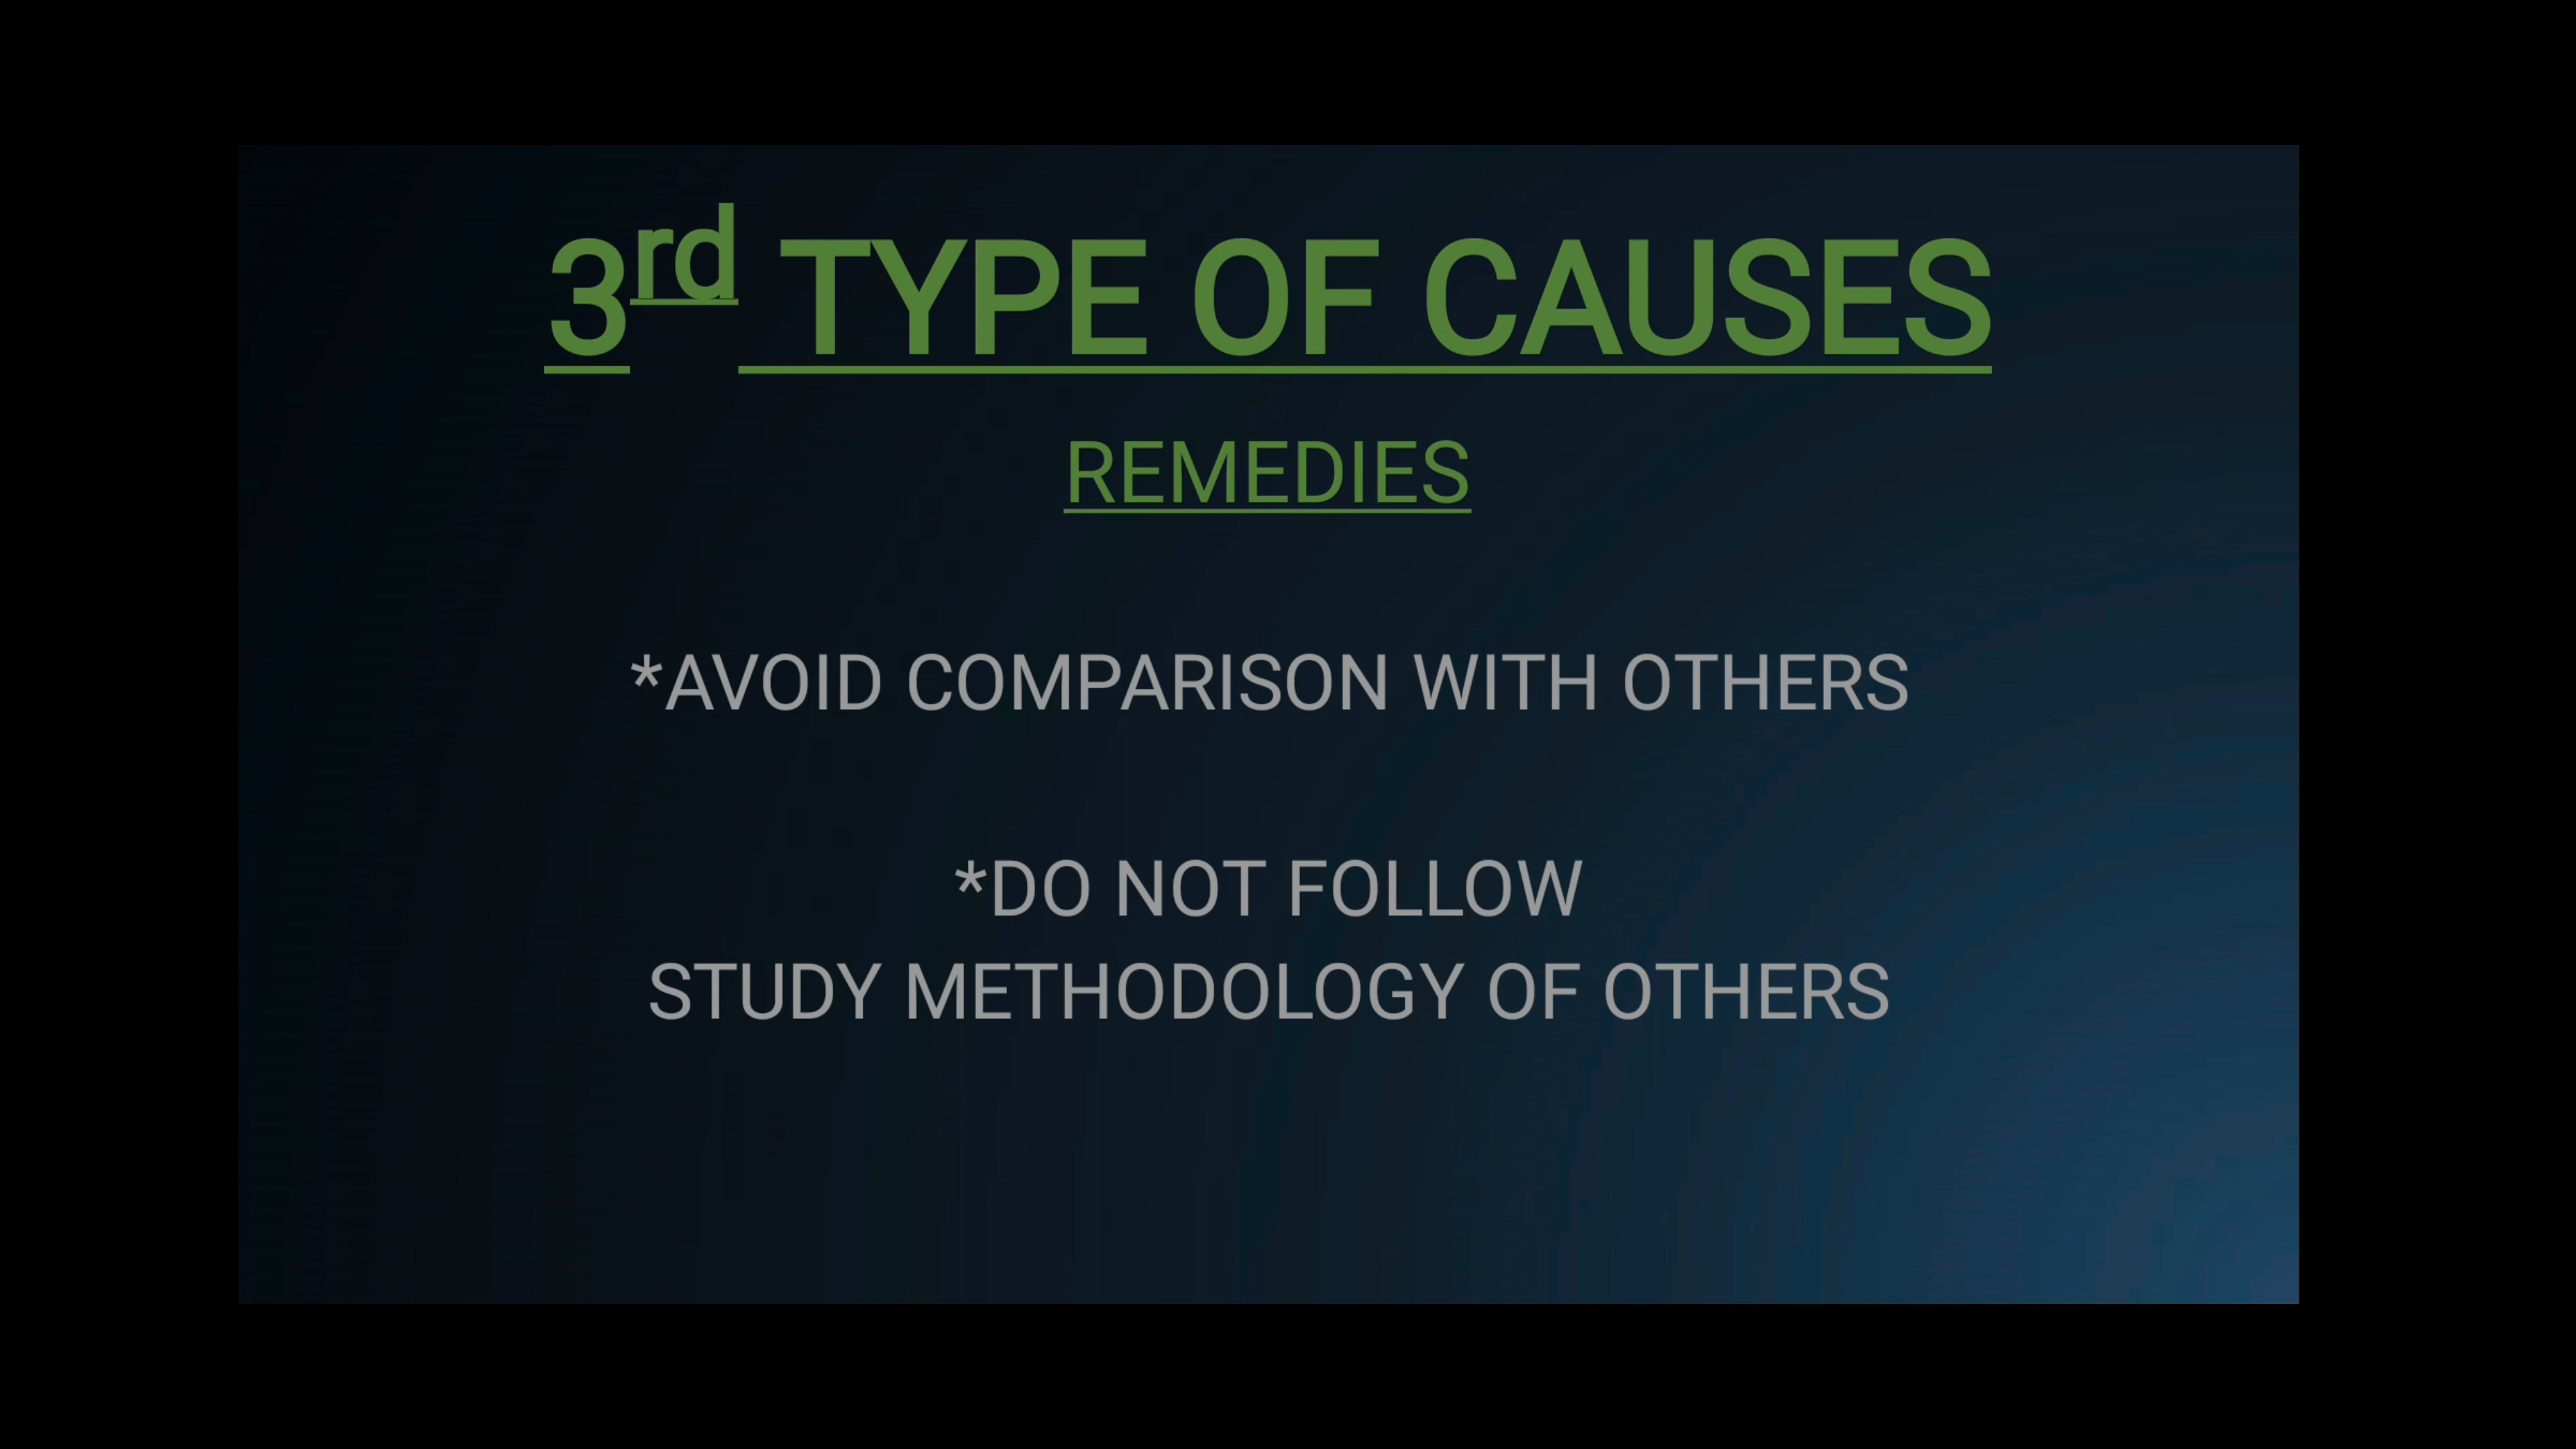 3rd TYPE OF CAUSES
REMEDIES
*AVOID COMPARISON WITH OTHERS
*DO NOT FOLLOW
STUDY METHODOLOGY OF OTHERS